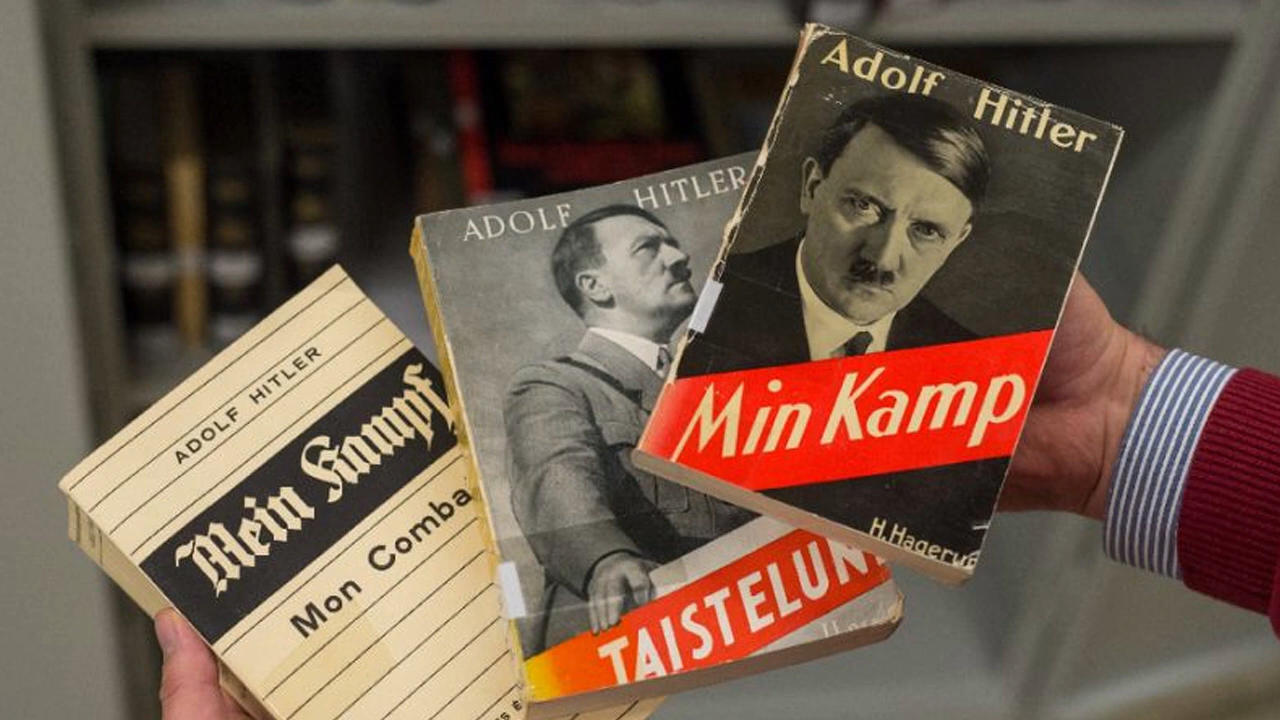 ADOLF HITLER
Mein Kampf
Mon Comba
ADOLF HITLER
TAISTELUN
Adolf Hitler
Min Kamp
H. Hagerup